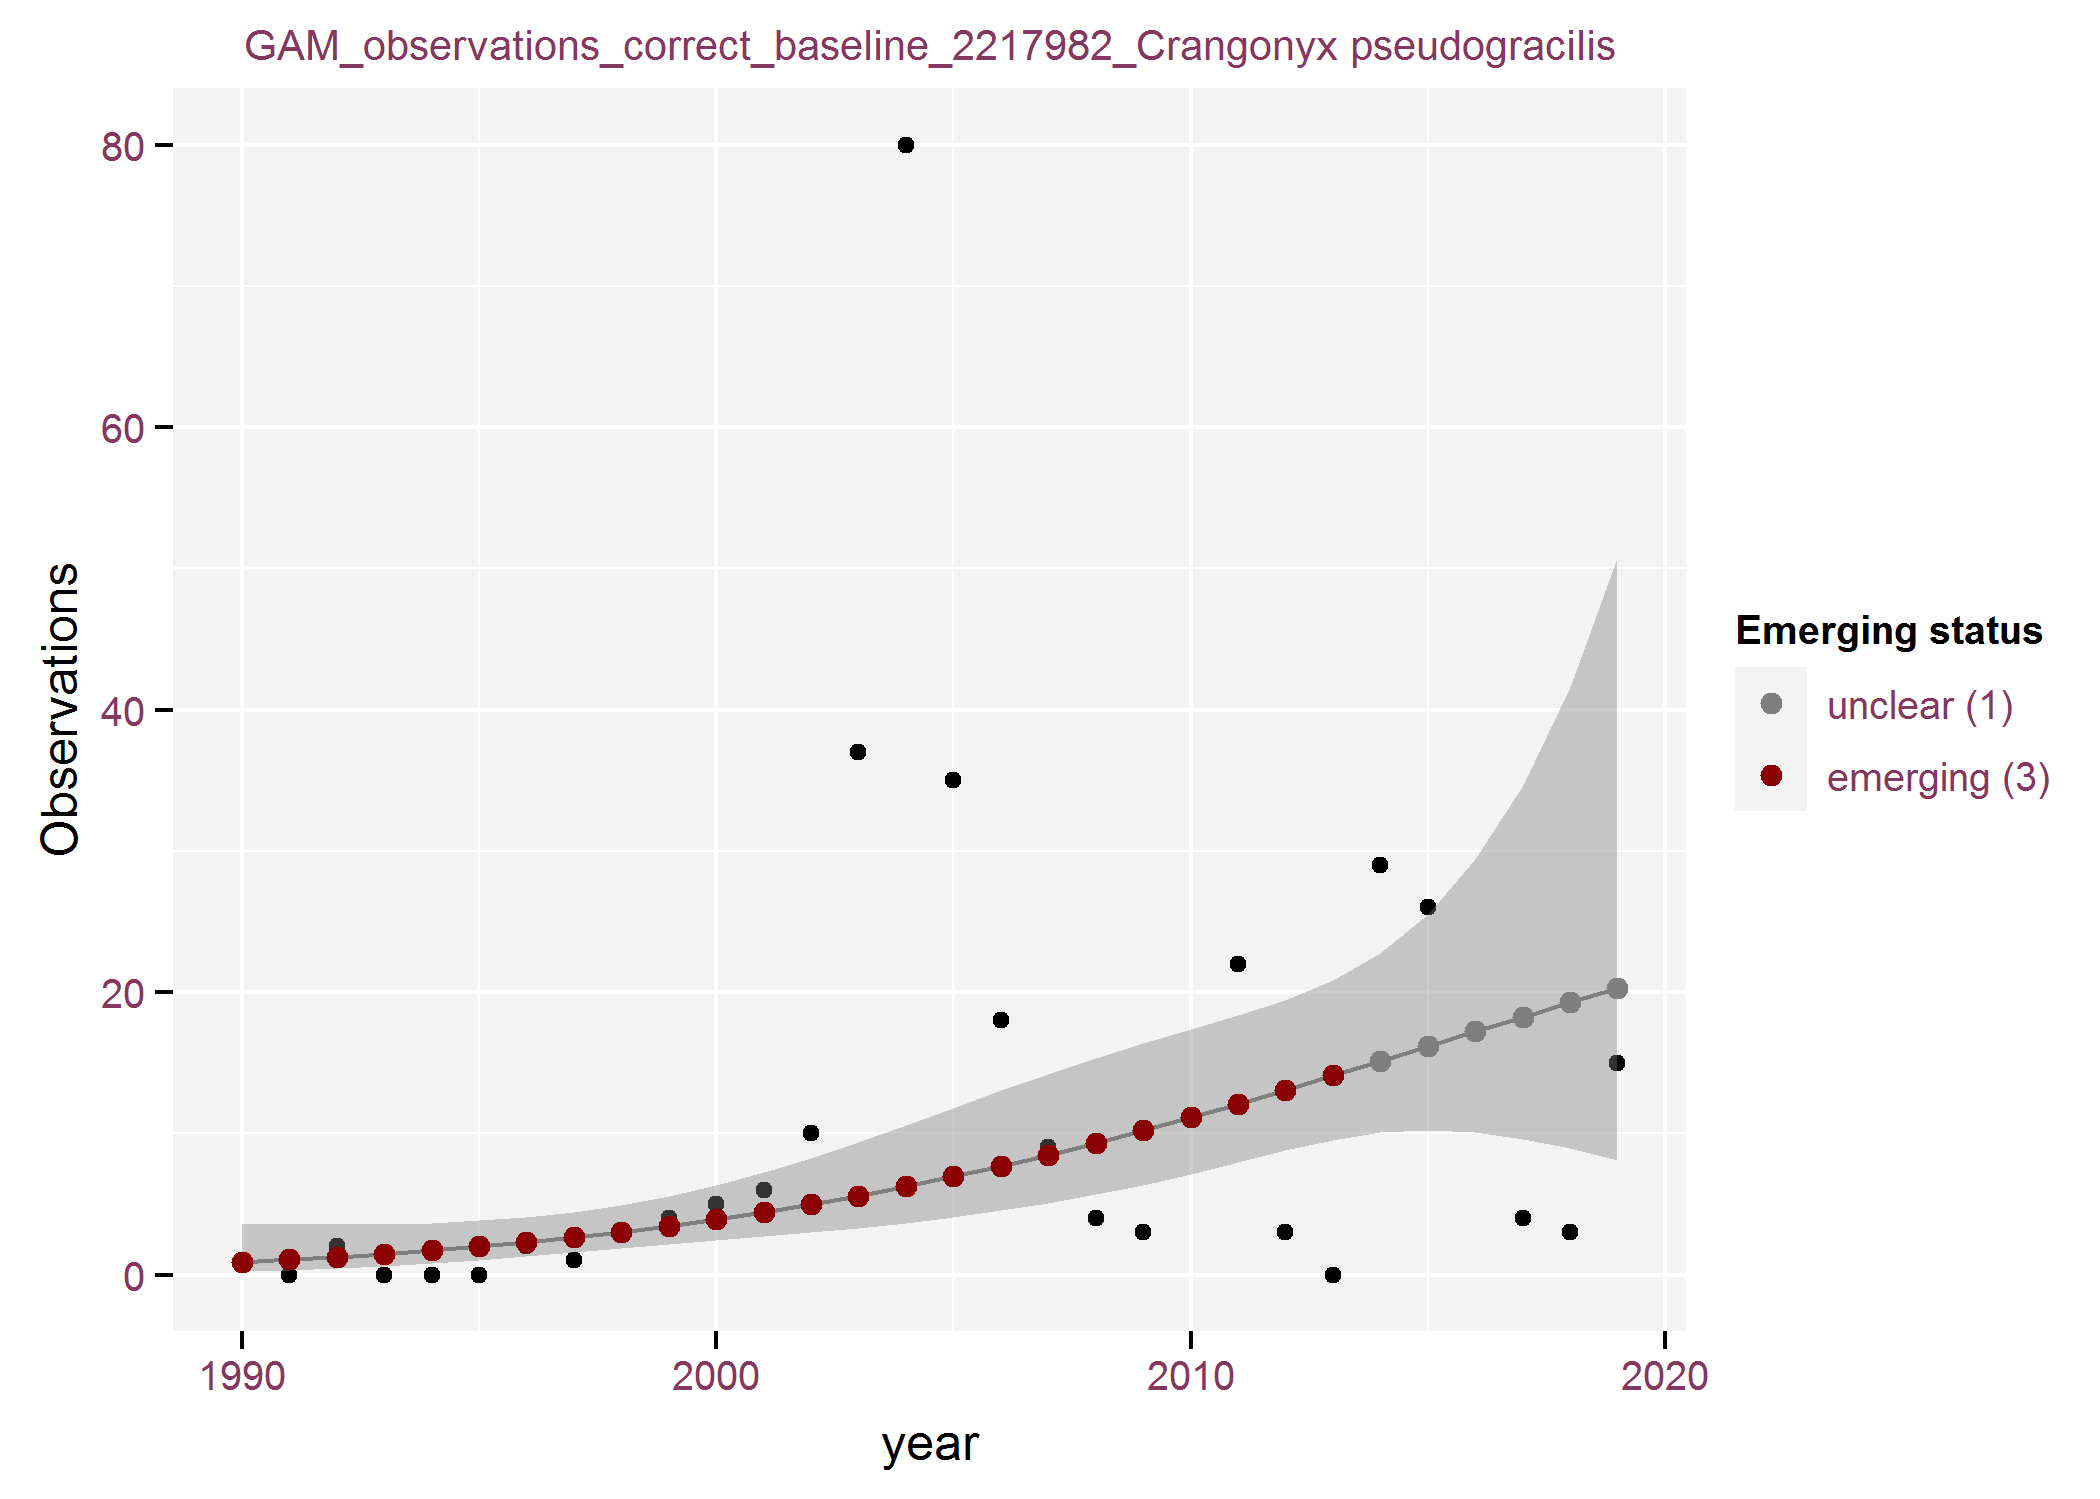 GAM_observations_correct_baseline_2217982_Crangonyx pseudogracilis
80
60
40
20
0
Observations
1990 2000 2010 2020
year
Emerging status
unclear (1)
emerging (3)